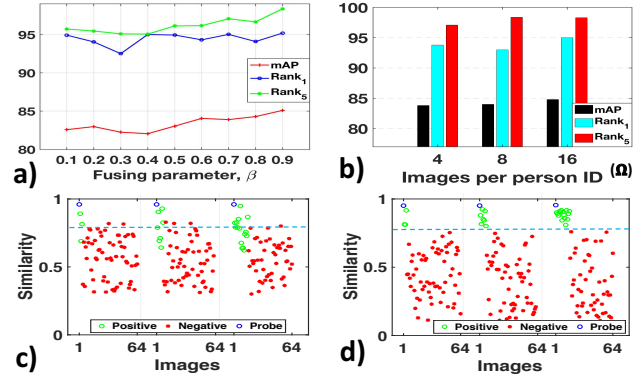 100
95
90
85
80
mAP
Rank1
Rank5
0.1 0.2 0.3 0.4 0.5 0.6 0.7 0.8 0.9
Fusing parameter, β
a)
100
95
90
85
80
mAP
Rank1
Rank5
4 8 16
Images per person ID (Ω)
b)
1
0.5
0
Similarity
Positive Negative Probe
1 64 1 64 1 64
Images
c)
1
0.5
0
Similarity
Positive Negative Probe
1 64 1 64 1 64
Images
d)